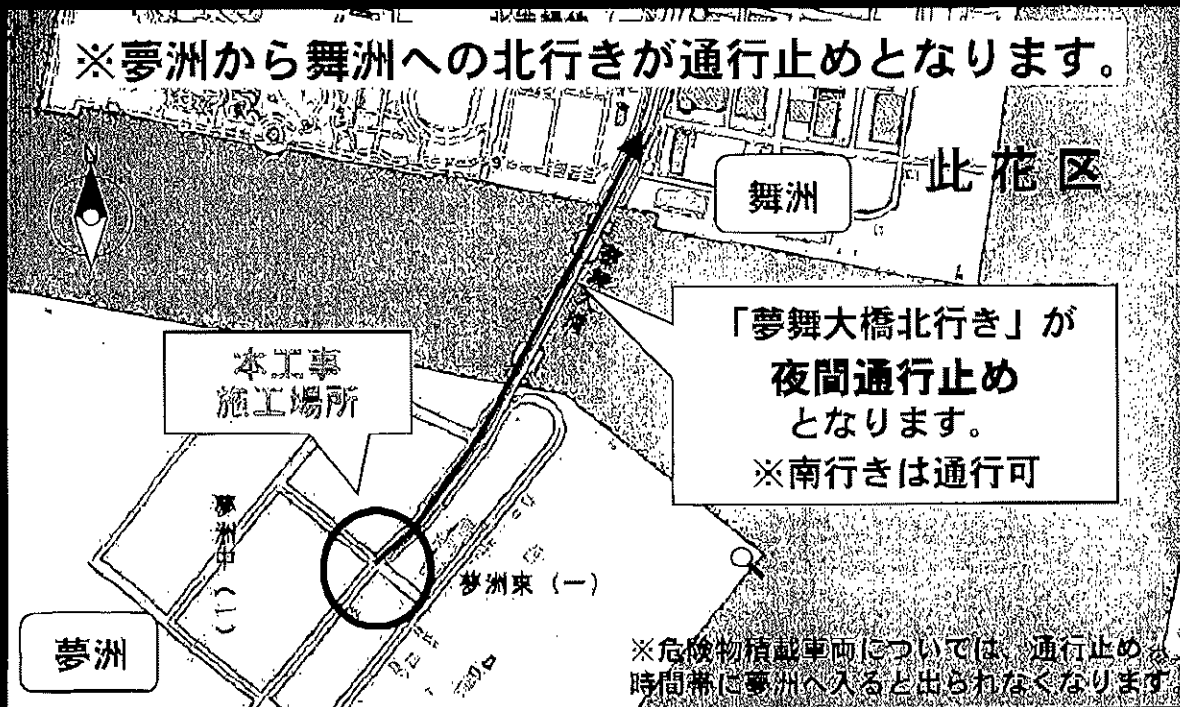 ※夢洲から舞洲への北行きが通行止めとなります。
N
此花区
舞洲
「夢舞大橋北行き」が
夜間通行止め
となります。
※南行きは通行可
本工事
施工場所
夢洲中(一)
夢洲東(一)
夢洲
※危険物積載車両については、通行止め
時間帯に夢洲へ入ると出られなくなります